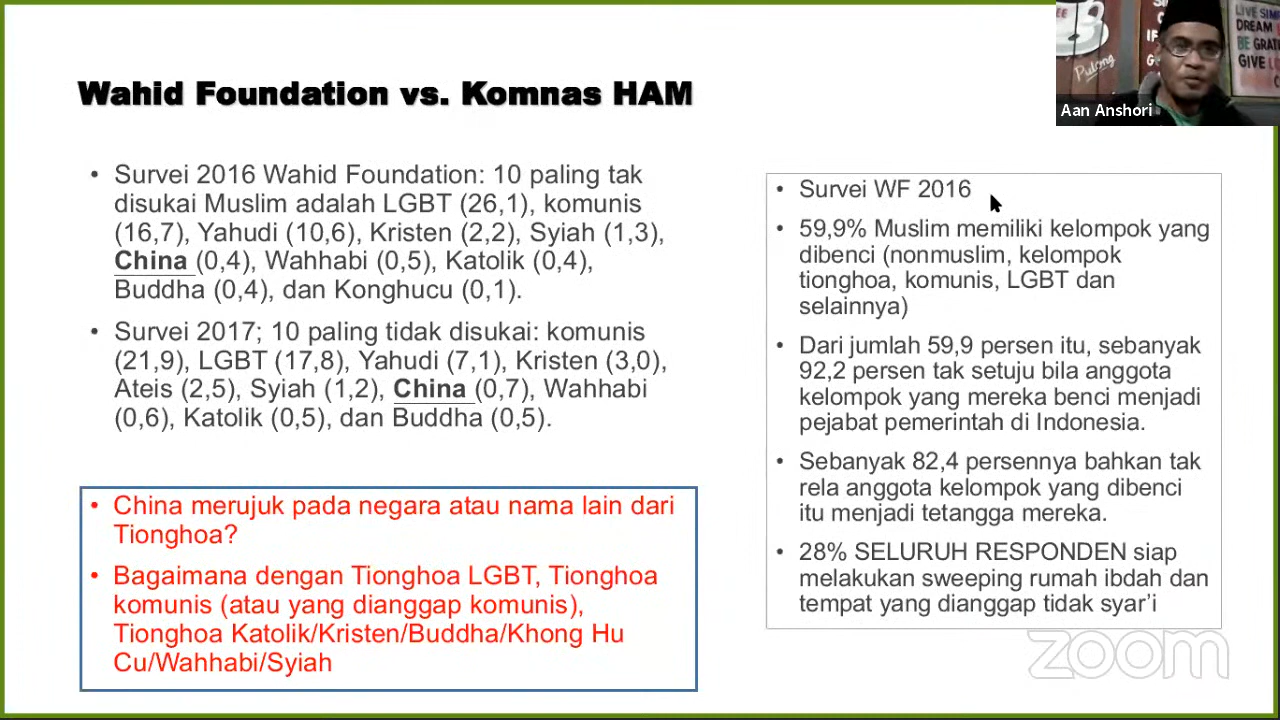 Wahid Foundation vs. Komnas HAM
• Survei 2016 Wahid Foundation: 10 paling tak
disukai Muslim adalah LGBT (26,1), komunis
(16,7), Yahudi (10,6), Kristen (2,2), Syiah (1,3),
China (0,4), Wahhabi (0,5), Katolik (0,4),
Buddha (0,4), dan Konghucu (0,1).
• Survei 2017; 10 paling tidak disukai: komunis
(21,9), LGBT (17,8), Yahudi (7,1), Kristen (3,0),
Ateis (2,5), Syiah (1,2), China (0,7), Wahhabi
(0,6), Katolik (0,5), dan Buddha (0,5).
• China merujuk pada negara atau nama lain dari
Tionghoa?
• Bagaimana dengan Tionghoa LGBT, Tionghoa
komunis (atau yang dianggap komunis),
Tionghoa Katolik/Kristen/Buddha/Khong Hu
Cu/Wahhabi/Syiah
• Survei WF 2016
• 59,9% Muslim memiliki kelompok yang
dibenci (nonmuslim, kelompok
tionghoa, komunis, LGBT dan
selainnya)
• Dari jumlah 59,9 persen itu, sebanyak
92,2 persen tak setuju bila anggota
kelompok yang mereka benci menjadi
pejabat pemerintah di Indonesia.
• Sebanyak 82,4 persennya bahkan tak
rela anggota kelompok yang dibenci
itu menjadi tetangga mereka.
• 28% SELURUH RESPONDEN siap
melakukan sweeping rumah ibdah dan
tempat yang dianggap tidak syar'i
Pulong
LIVE SIM
DREAM
BE GRAT
GIVE
Aan Anshori
zoom